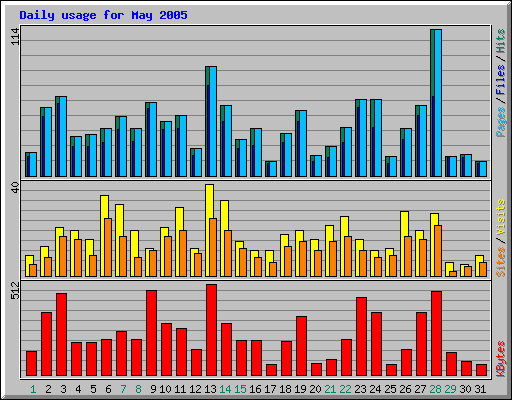 Daily usage for May 2005
114
Pages / Files / Hits
40
Sites / Visits
512
KBytes
1 2 3 4 5 6 7 8 9 10 11 12 13 14 15 16 17 18 19 20 21 22 23 24 25 26 27 28 29 30 31